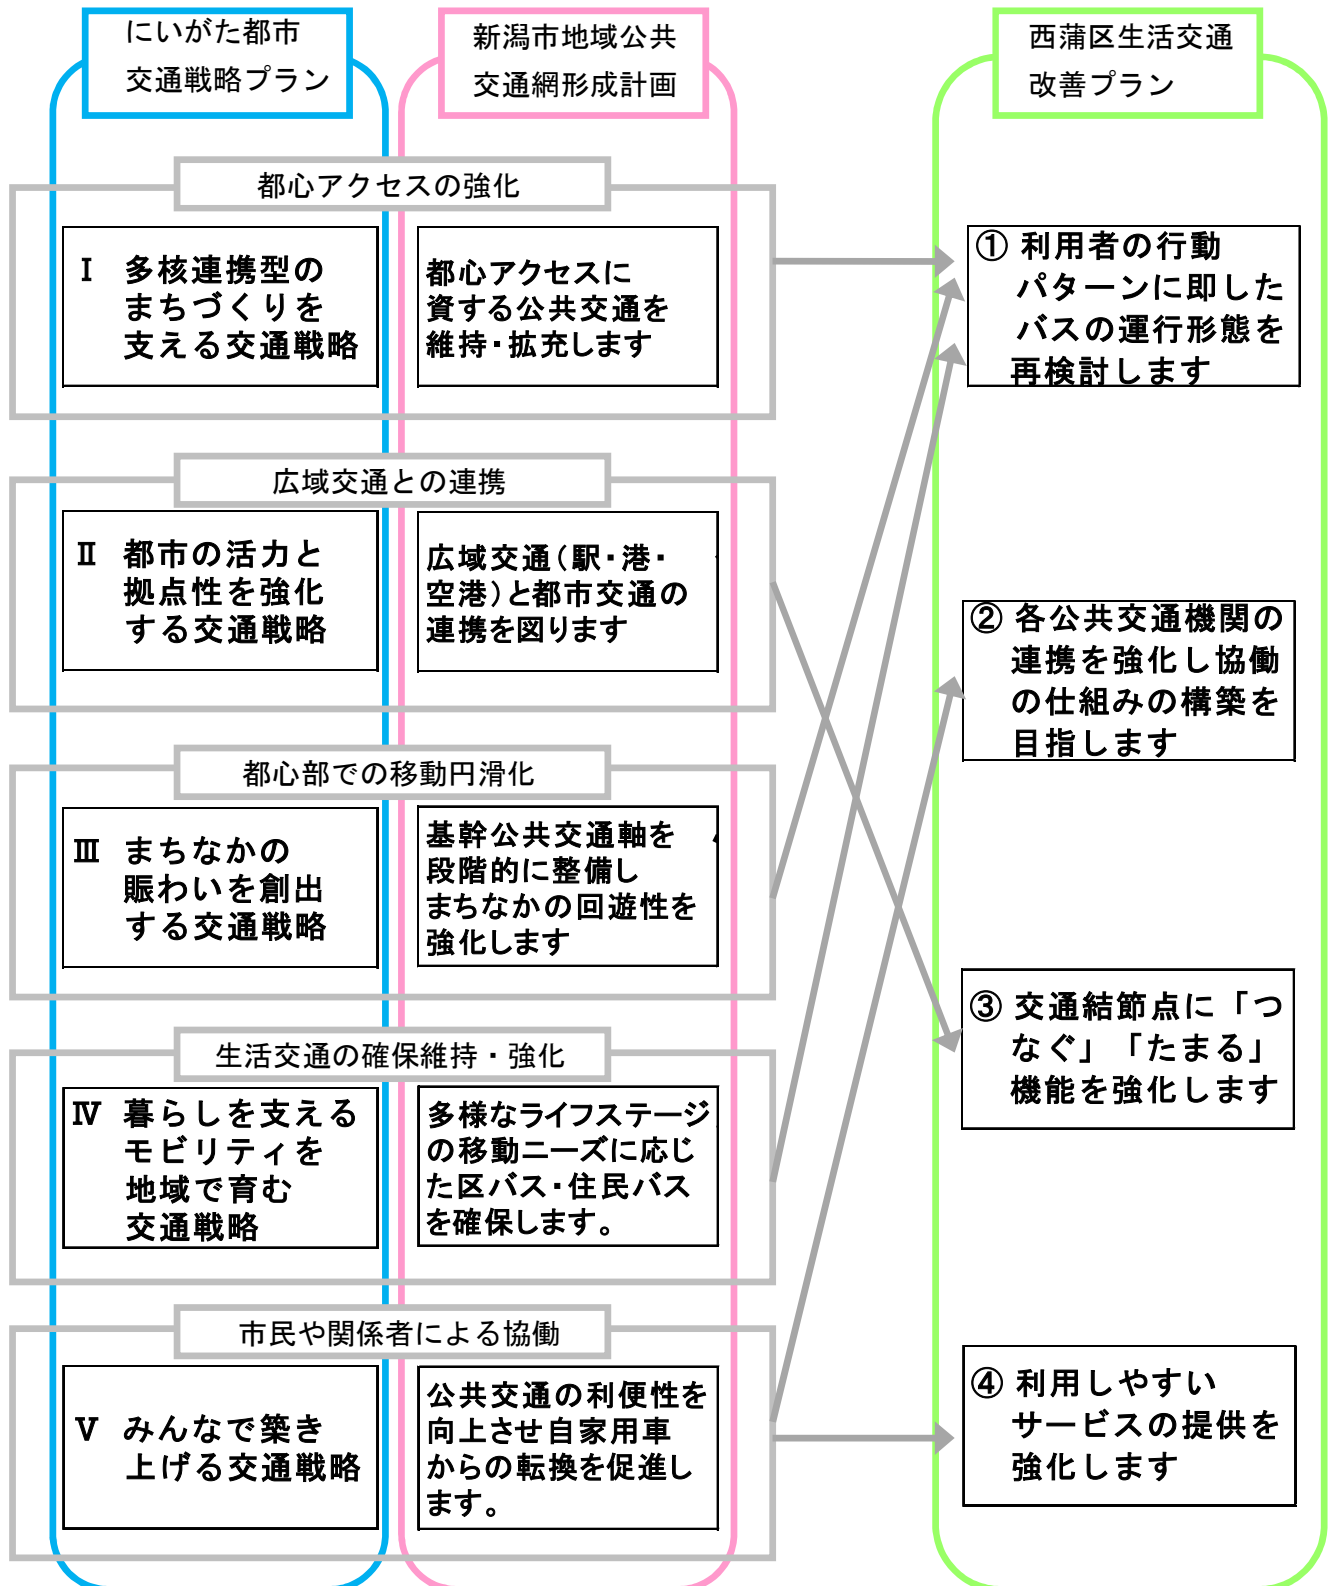 にいがた都市
交通戦略プラン
新潟市地域公共
交通網形成計画
西蒲区生活交通
改善プラン
都心アクセスの強化
Ⅰ 多核連携型の
まちづくりを
支える交通戦略
都心アクセスに
資する公共交通を
維持・拡充します
① 利用者の行動
パターンに即した
バスの運行形態を
再検討します
広域交通との連携
Ⅱ 都市の活力と
拠点性を強化
する交通戦略
広域交通（駅・港・
空港）と都市交通の
連携を図ります
② 各公共交通機関の
連携を強化し協働
の仕組みの構築を
目指します
都心部での移動円滑化
Ⅲ まちなかの
賑わいを創出
する交通戦略
基幹公共交通軸を
段階的に整備し
まちなかの回遊性を
強化します
③ 交通結節点に「つ
なぐ」「たまる」
機能を強化します
生活交通の確保維持・強化
Ⅳ 暮らしを支える
モビリティを
地域で育む
交通戦略
多様なライフステージ
の移動ニーズに応じ
た区バス・住民バス
を確保します。
市民や関係者による協働
Ⅴ みんなで築き
上げる交通戦略
公共交通の利便性を
向上させ自家用車
からの転換を促進し
ます。
④ 利用しやすい
サービスの提供を
強化します